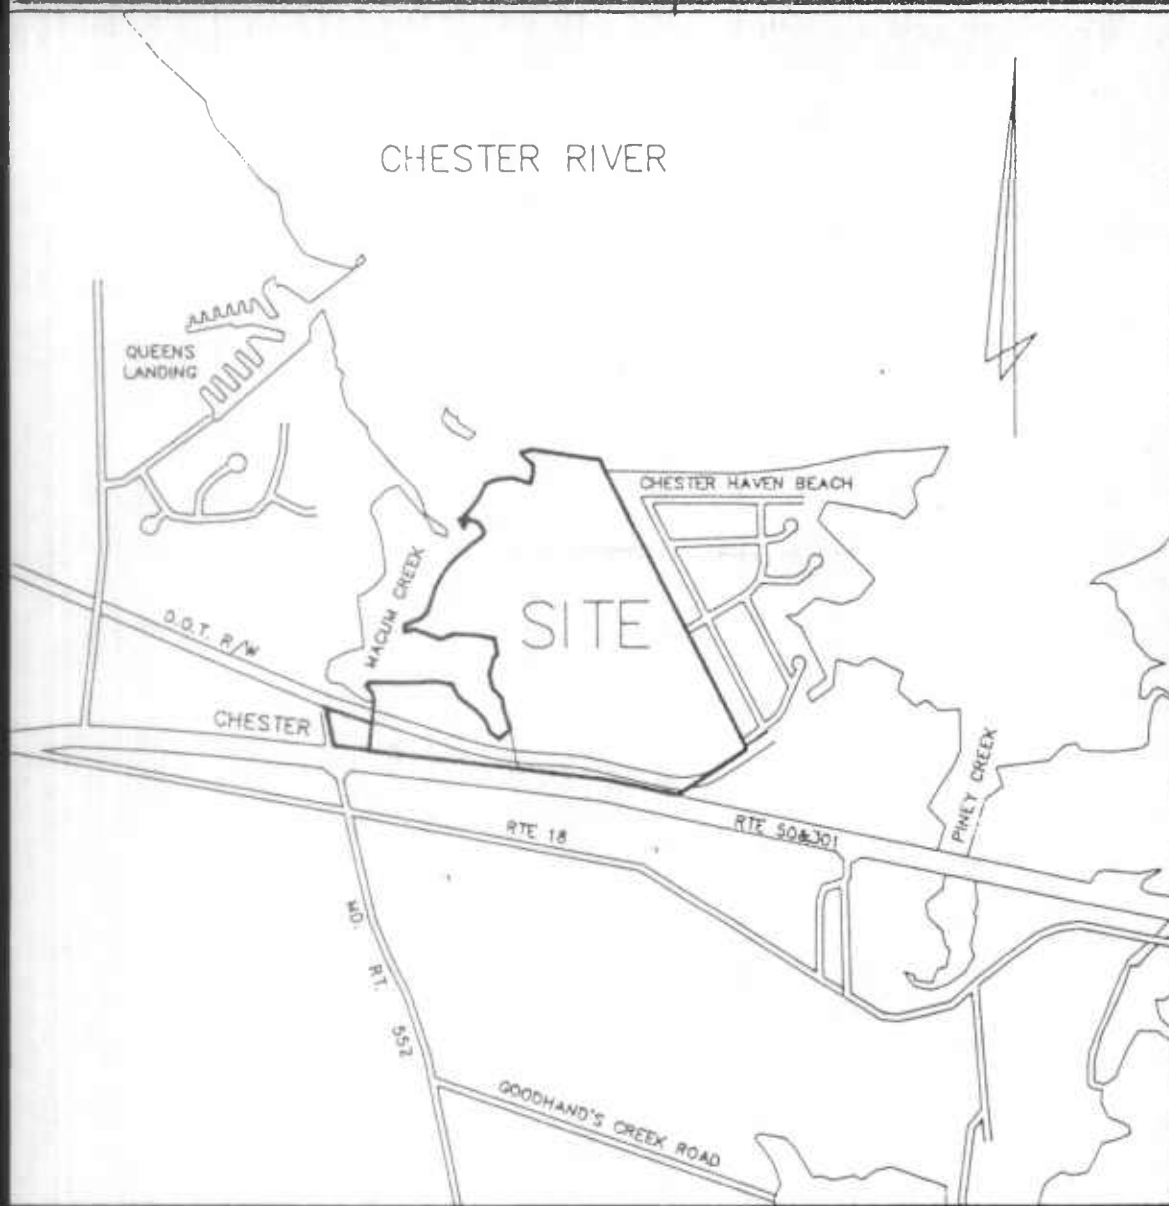 CHESTER RIVER
QUEENS
LANDING
CHESTER HAVEN BEACH
MACUM CREEK
SITE
D.O.T. R/W
CHESTER
PINEY CREEK
RTE 18
RTE 50&301
MD. RT. 552
GOODHAND'S CREEK ROAD